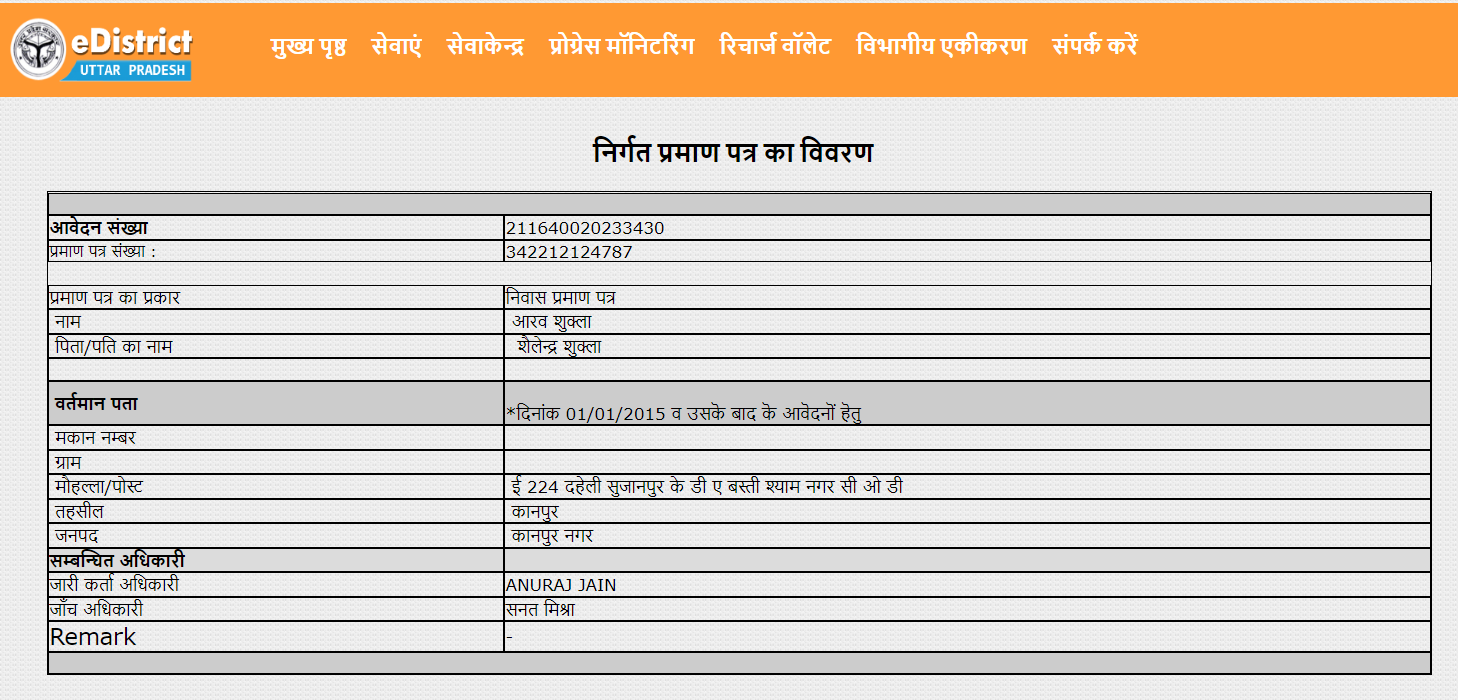 eDistrict
UTTAR PRADESH
मुख्य पृष्ठ सेवाएं सेवाकेन्द्र प्रोग्रेस मॉनिटरिंग रिचार्ज वॉलेट विभागीय एकीकरण संपर्क करें
निर्गत प्रमाण पत्र का विवरण
आवेदन संख्या 211640020233430
प्रमाण पत्र संख्या : 342212124787
प्रमाण पत्र का प्रकार निवास प्रमाण पत्र
नाम आरव शुक्ला
पिता/पति का नाम शैलेन्द्र शुक्ला
वर्तमान पता *दिनांक 01/01/2015 व उसकॆ बाद कॆ आवॆदनॊं हॆतु
मकान नम्बर
ग्राम
मौहल्ला/पोस्ट ई 224 दहेली सुजानपुर के डी ए बस्ती श्याम नगर सी ओ डी
तहसील कानपुर
जनपद कानपुर नगर
सम्बन्धित अधिकारी
जारी कर्ता अधिकारी ANURAJ JAIN
जाँच अधिकारी सनत मिश्रा
Remark -